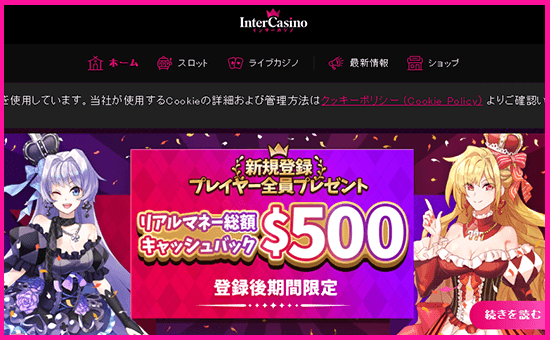 InterCasino
インターカジノ
ホーム スロット ライブカジノ 最新情報 ショップ
を使用しています。当社が使用するCookieの詳細および管理方法はクッキーポリシー (Cookie Policy) よりご確認い
新規登録
プレイヤー全員プレゼント
リアルマネー総額
キャッシュバック
$500
登録後期間限定
続きを読む